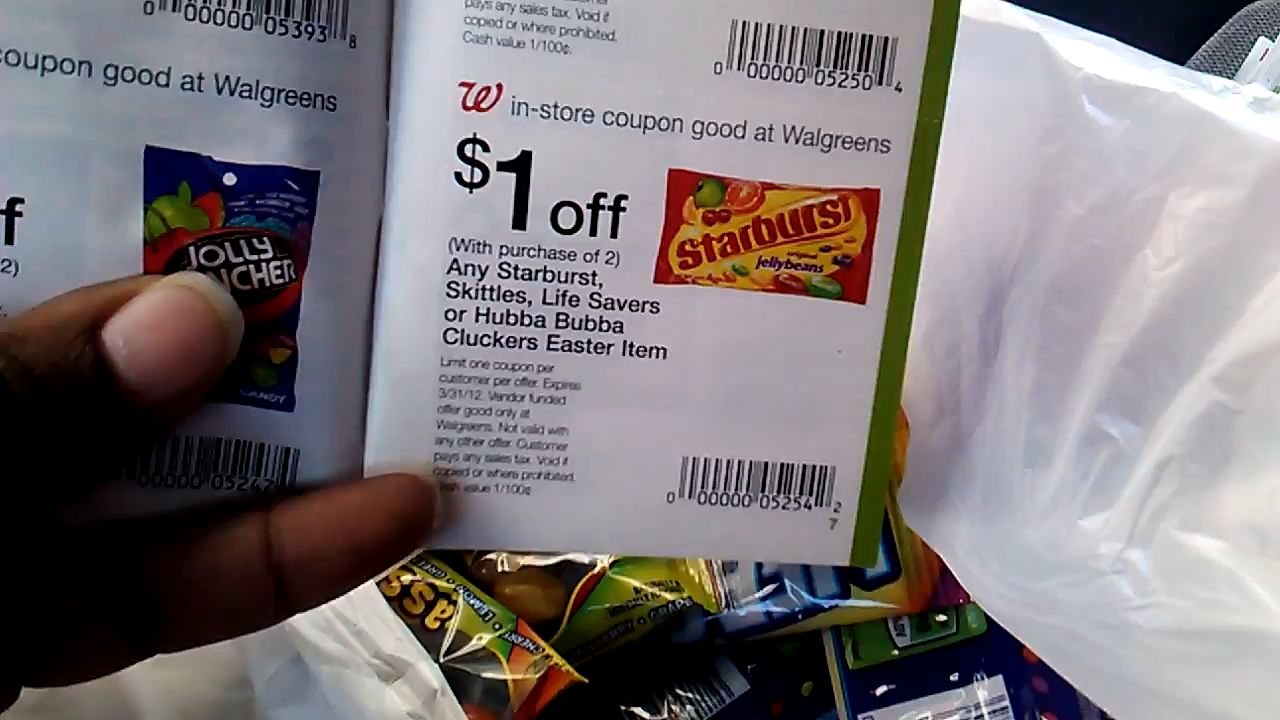 0 00000 05393 8
coupon good at Walgreens
f
2)
JOLLY
CANDY
00000 05247
pays any sales tax. Void if
copied or where prohibited.
Cash value 1/100¢.
0 00000 05250 4
W in-store coupon good at Walgreens
$1 off
(With purchase of 2)
Any Starburst,
Skittles, Life Savers
or Hubba Bubba
Cluckers Easter Item
Limit one coupon per
customer per offer. Expires
3/31/12. Vendor funded
offer good only at
Walgreens. Not valid with
any other offer. Customer
pays any sales tax. Void if
copied or where prohibited.
Cash value 1/100¢
Starburst
original
jellybeans
0 00000 05254 2
7
LEMON
CHERRY
GRAPE